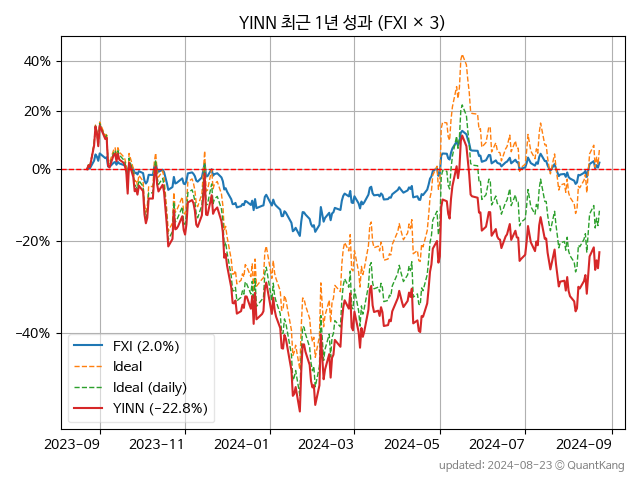 YINN 최근 1년 성과 (FXI × 3)
40%
20%
0%
−20%
−40%
FXI (2.0%)
Ideal
Ideal (daily)
YINN (−22.8%)
2023-09 2023-11 2024-01 2024-03 2024-05 2024-07 2024-09
updated: 2024-08-23 © QuantKang